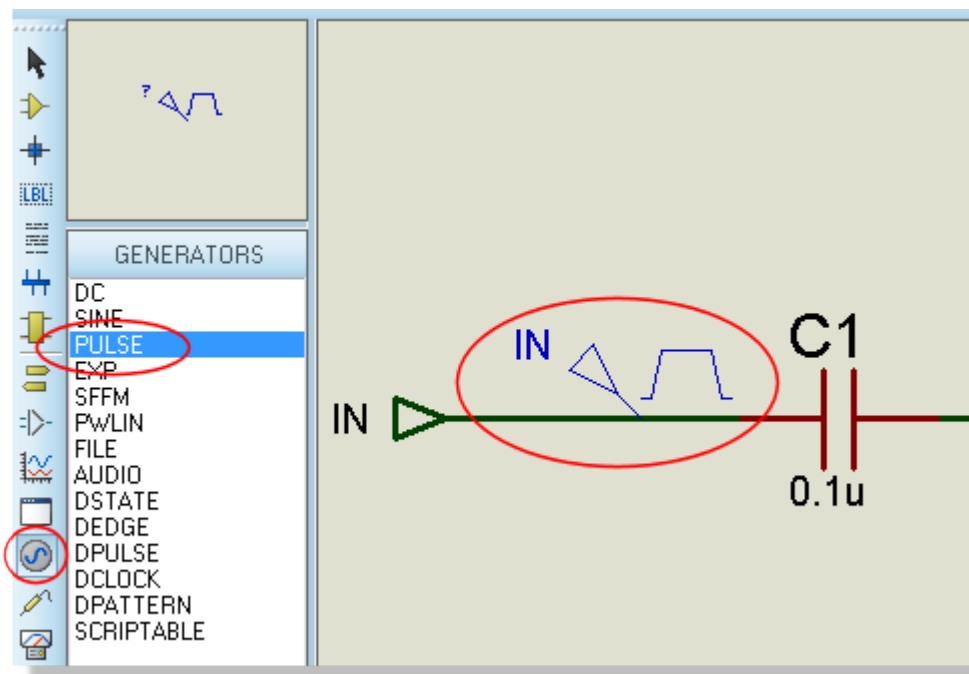 ?
LBL
GENERATORS
DC
SINE
PULSE
EXP
SFFM
PWLIN
FILE
AUDIO
DSTATE
DEDGE
DPULSE
DCLOCK
DPATTERN
SCRIPTABLE
IN
C1
IN
0.1u